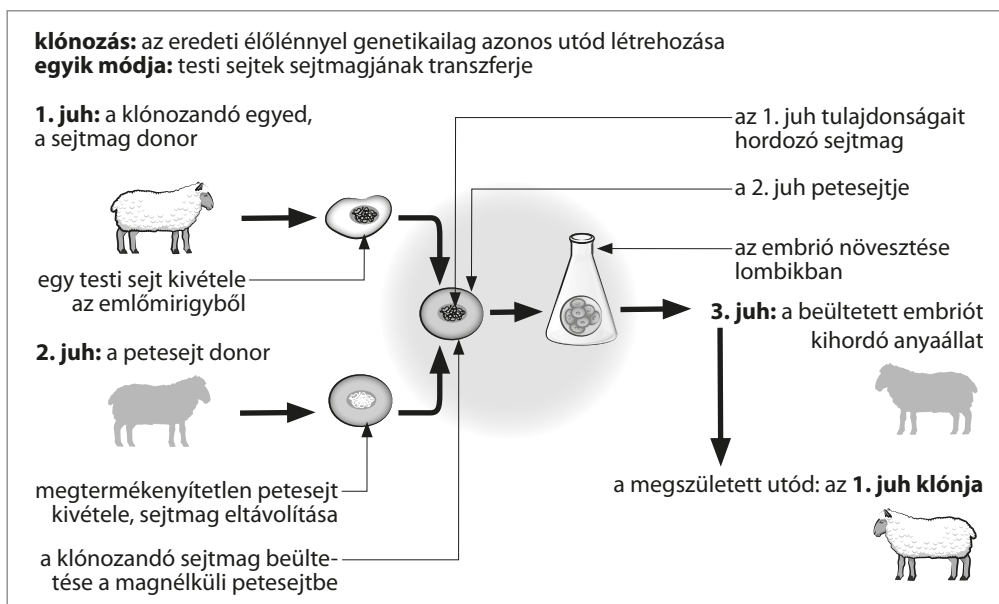 klónozás: az eredeti élőlénnyel genetikailag azonos utód létrehozása
egyik módja: testi sejtek sejtmagjának transzferje
1. juh: a klónozandó egyed,
a sejtmag donor
az 1. juh tulajdonságait
hordozó sejtmag
a 2. juh petesejtje
egy testi sejt kivétele
az emlőmirigyből
az embrió növesztése
lombikban
2. juh: a petesejt donor
3. juh: a beültetett embriót
kihordó anyaállat
megtermékenyítetlen petesejt
kivétele, sejtmag eltávolítása
a megszületett utód: az 1. juh klónja
a klónozandó sejtmag beülte-
tése a magnélküli petesejtbe